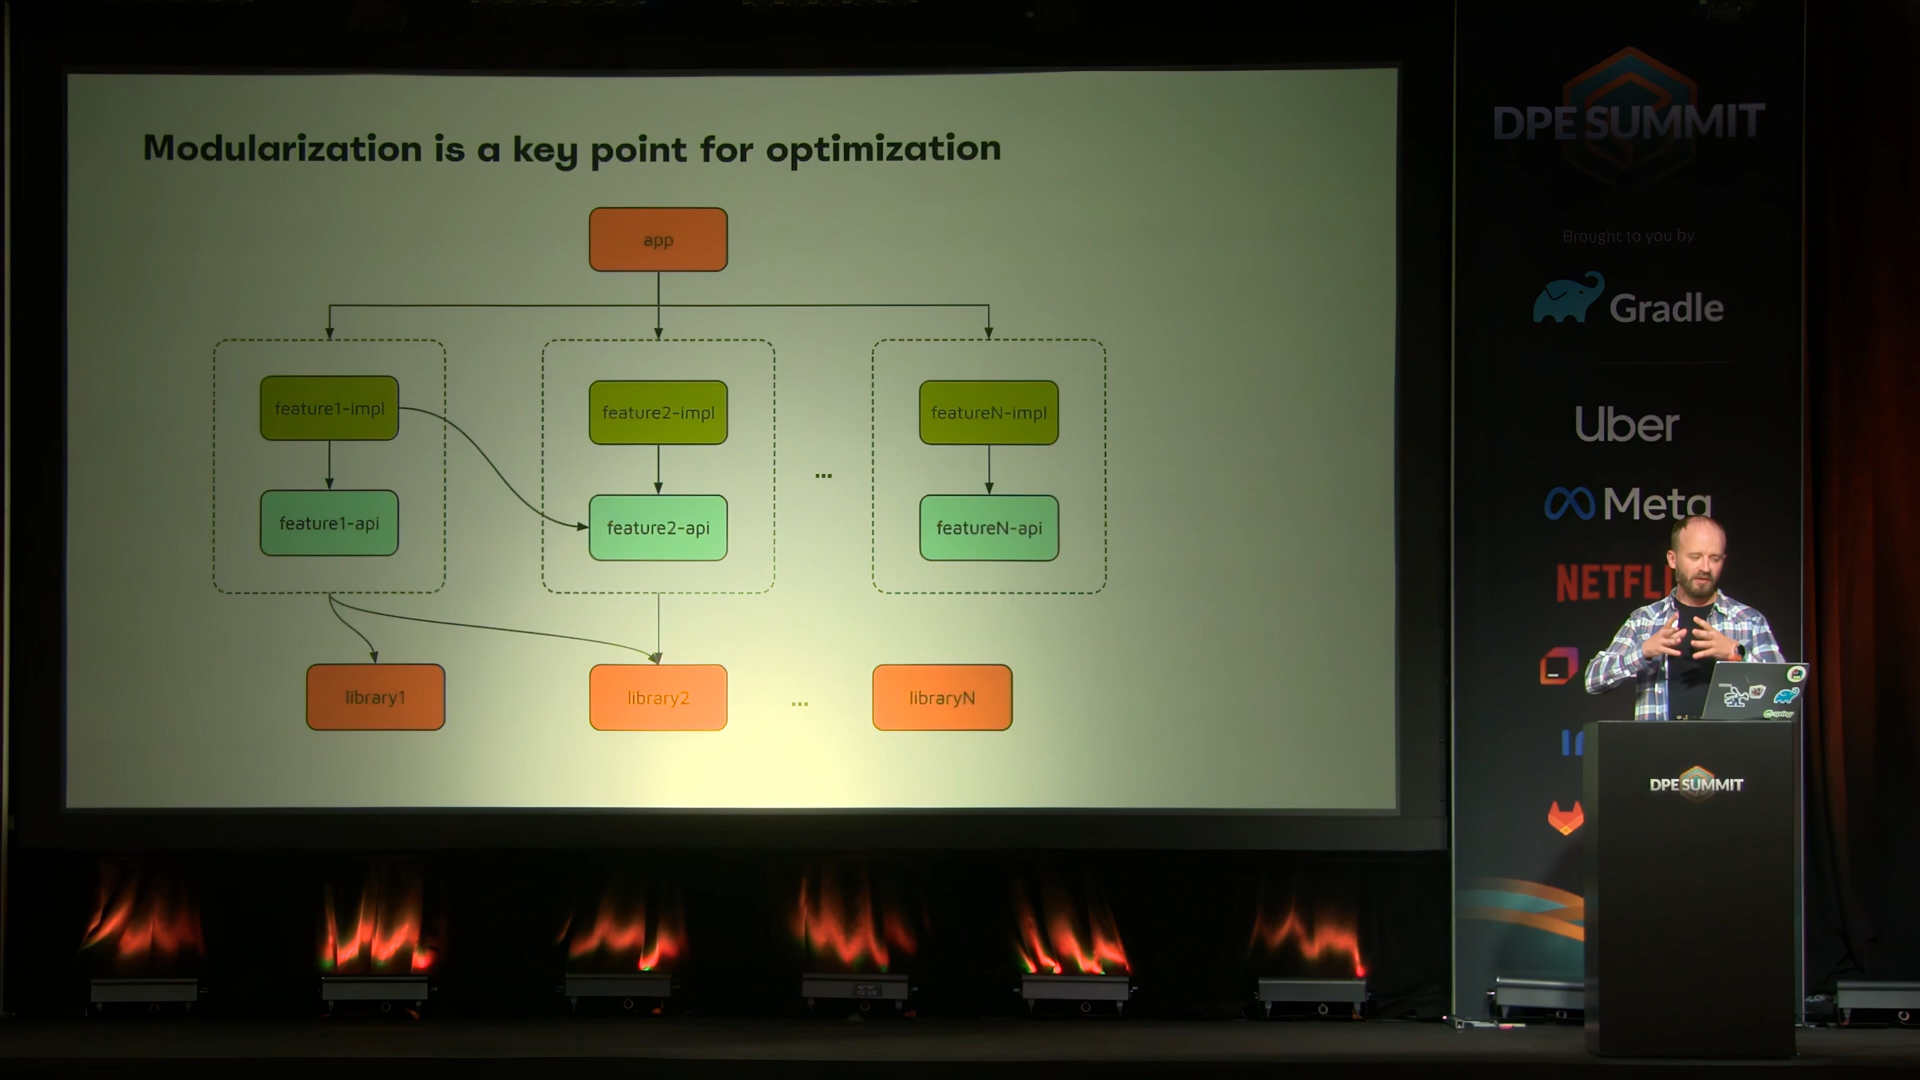 Modularization is a key point for optimization
app
feature1-impl
feature2-impl
featureN-impl
...
feature1-api
feature2-api
featureN-api
library1
library2
...
libraryN
DPE SUMMIT
Brought to you by
Gradle
Uber
Meta
NETFL
DPE SUMMIT